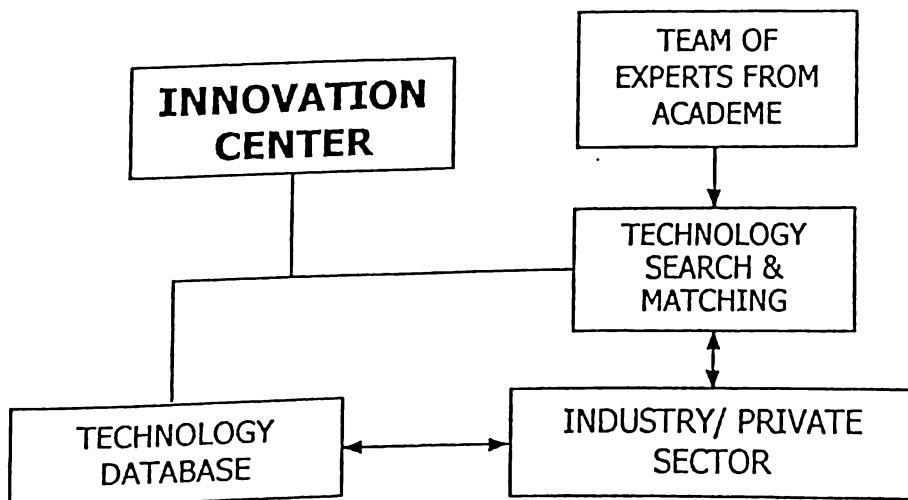 INNOVATION
CENTER
TEAM OF
EXPERTS FROM
ACADEME
TECHNOLOGY
SEARCH &
MATCHING
TECHNOLOGY
DATABASE
INDUSTRY/ PRIVATE
SECTOR